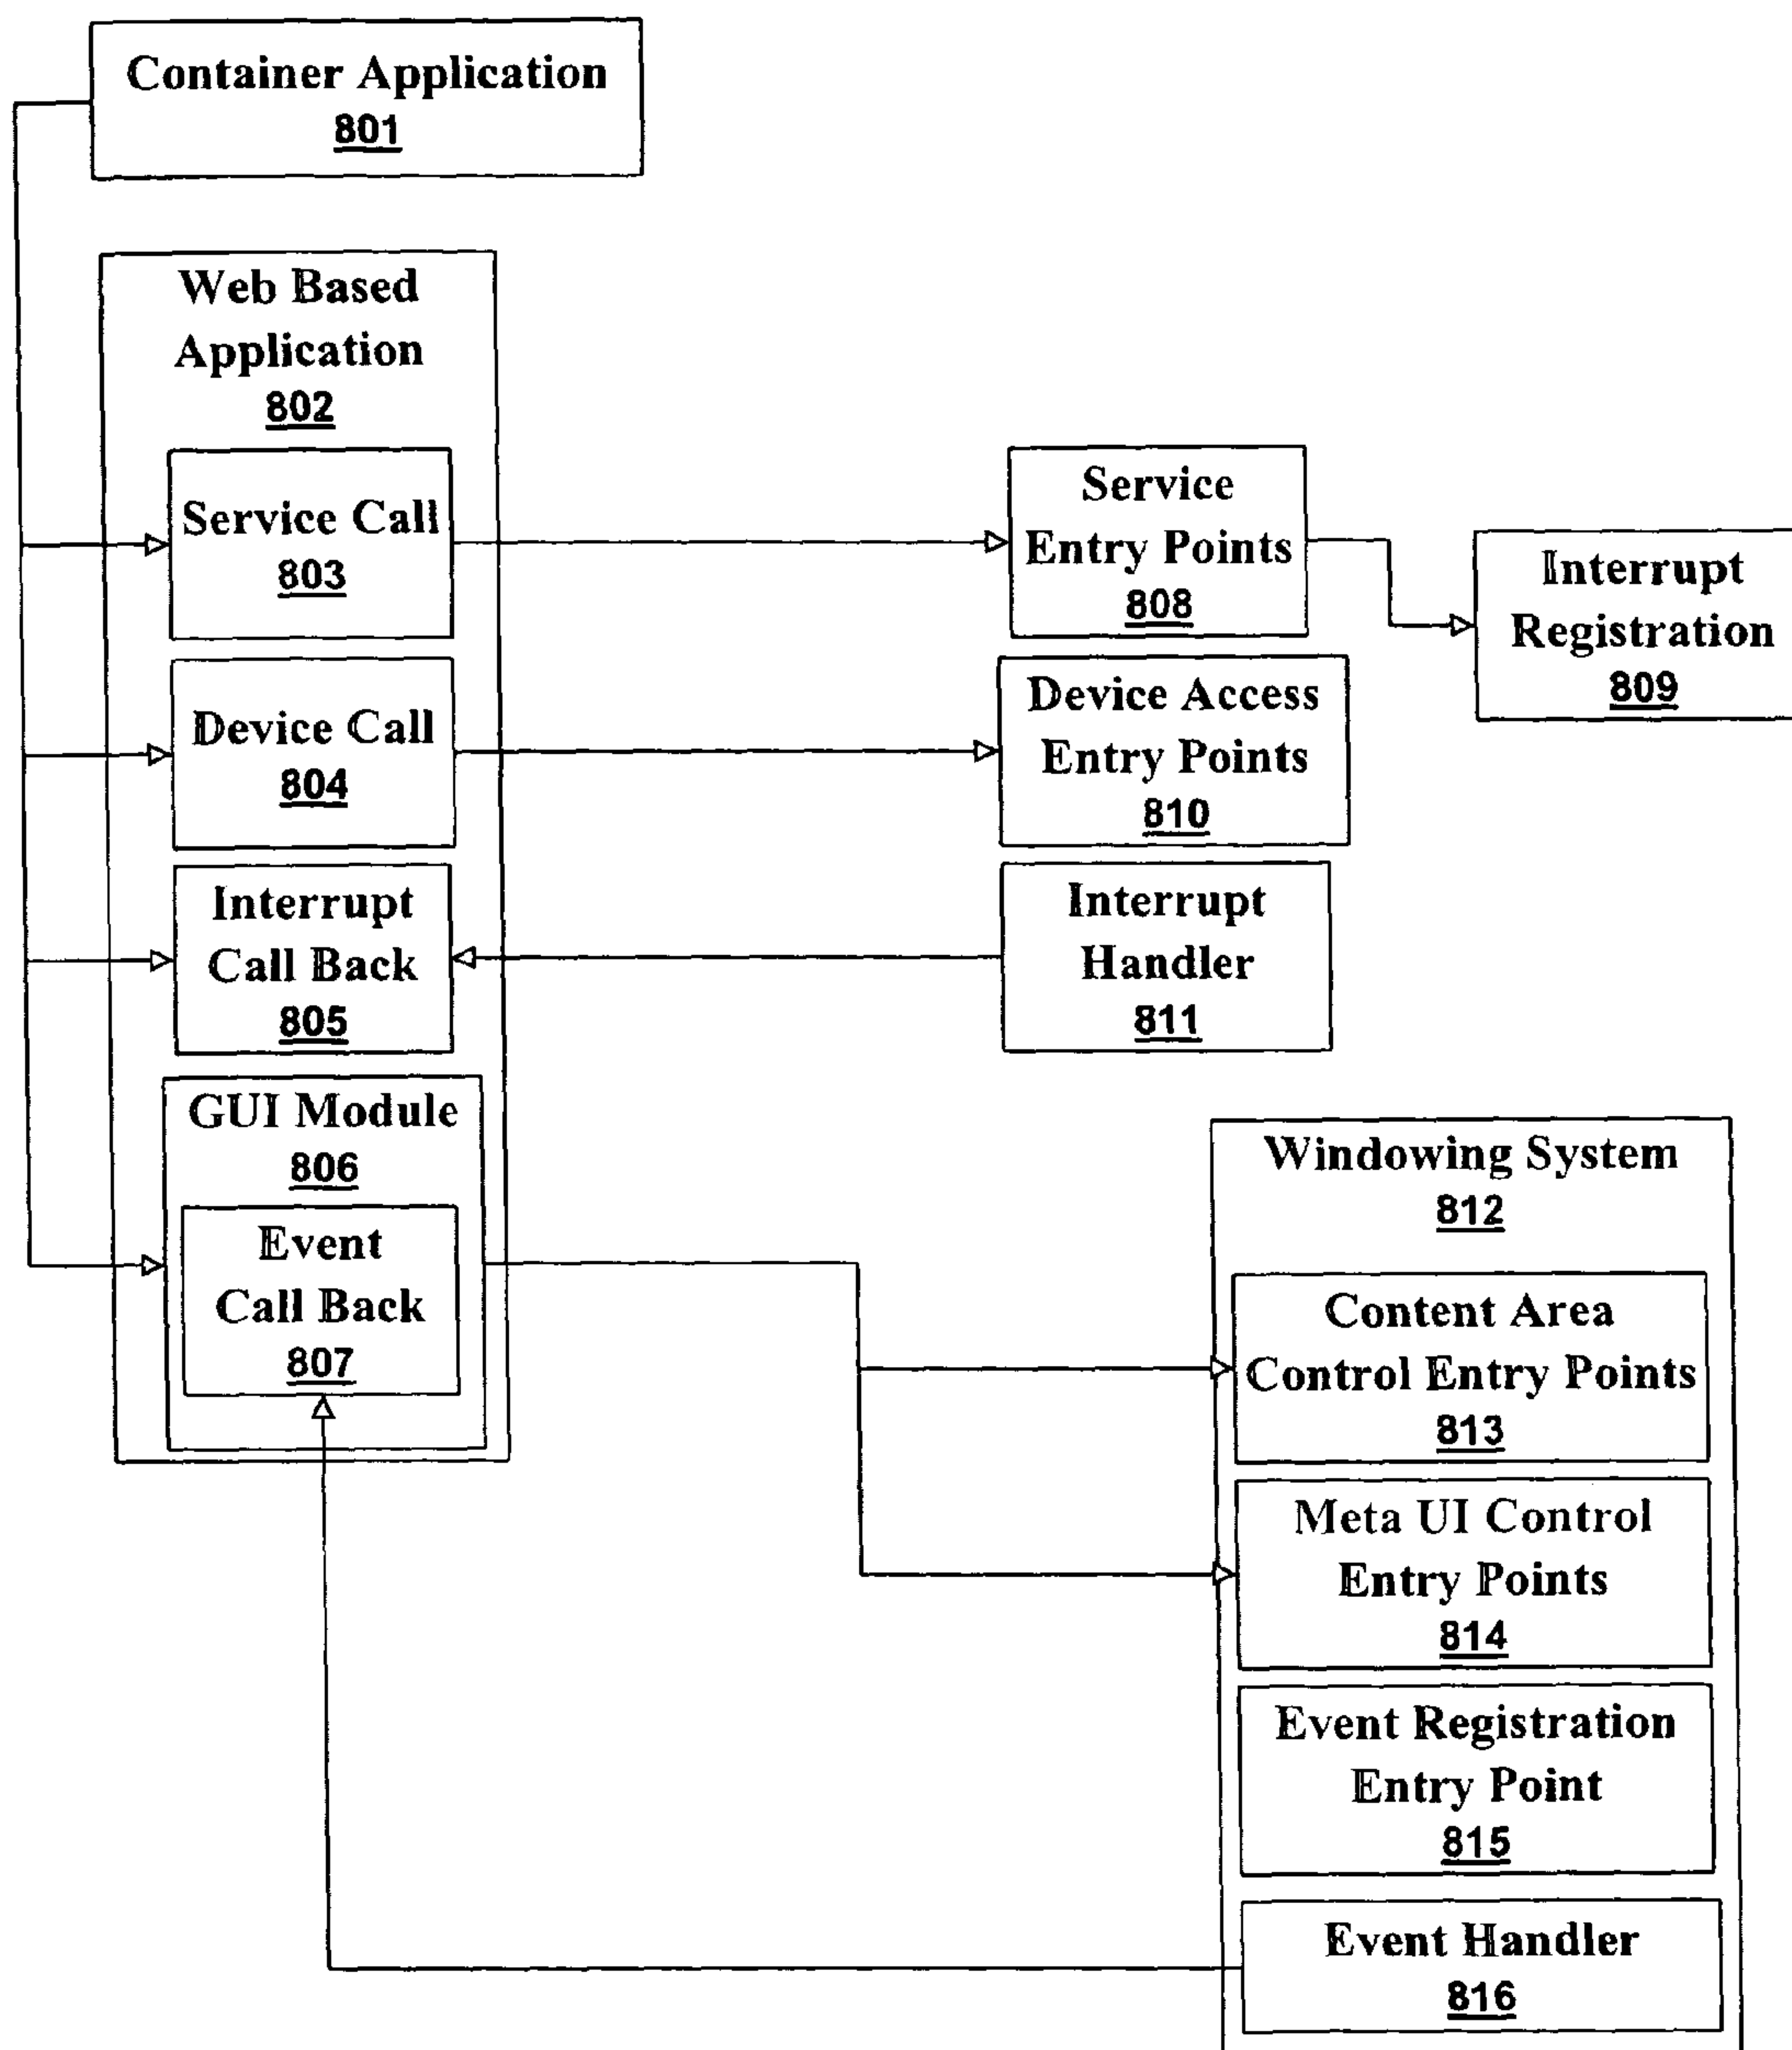 Container Application
801
Web Based
Application
802
Service Call
803
Device Call
804
Interrupt
Call Back
805
GUI Module
806
Event
Call Back
807
Service
Entry Points
808
Interrupt
Registration
809
Device Access
Entry Points
810
Interrupt
Handler
811
Windowing System
812
Content Area
Control Entry Points
813
Meta UI Control
Entry Points
814
Event Registration
Entry Point
815
Event Handler
816